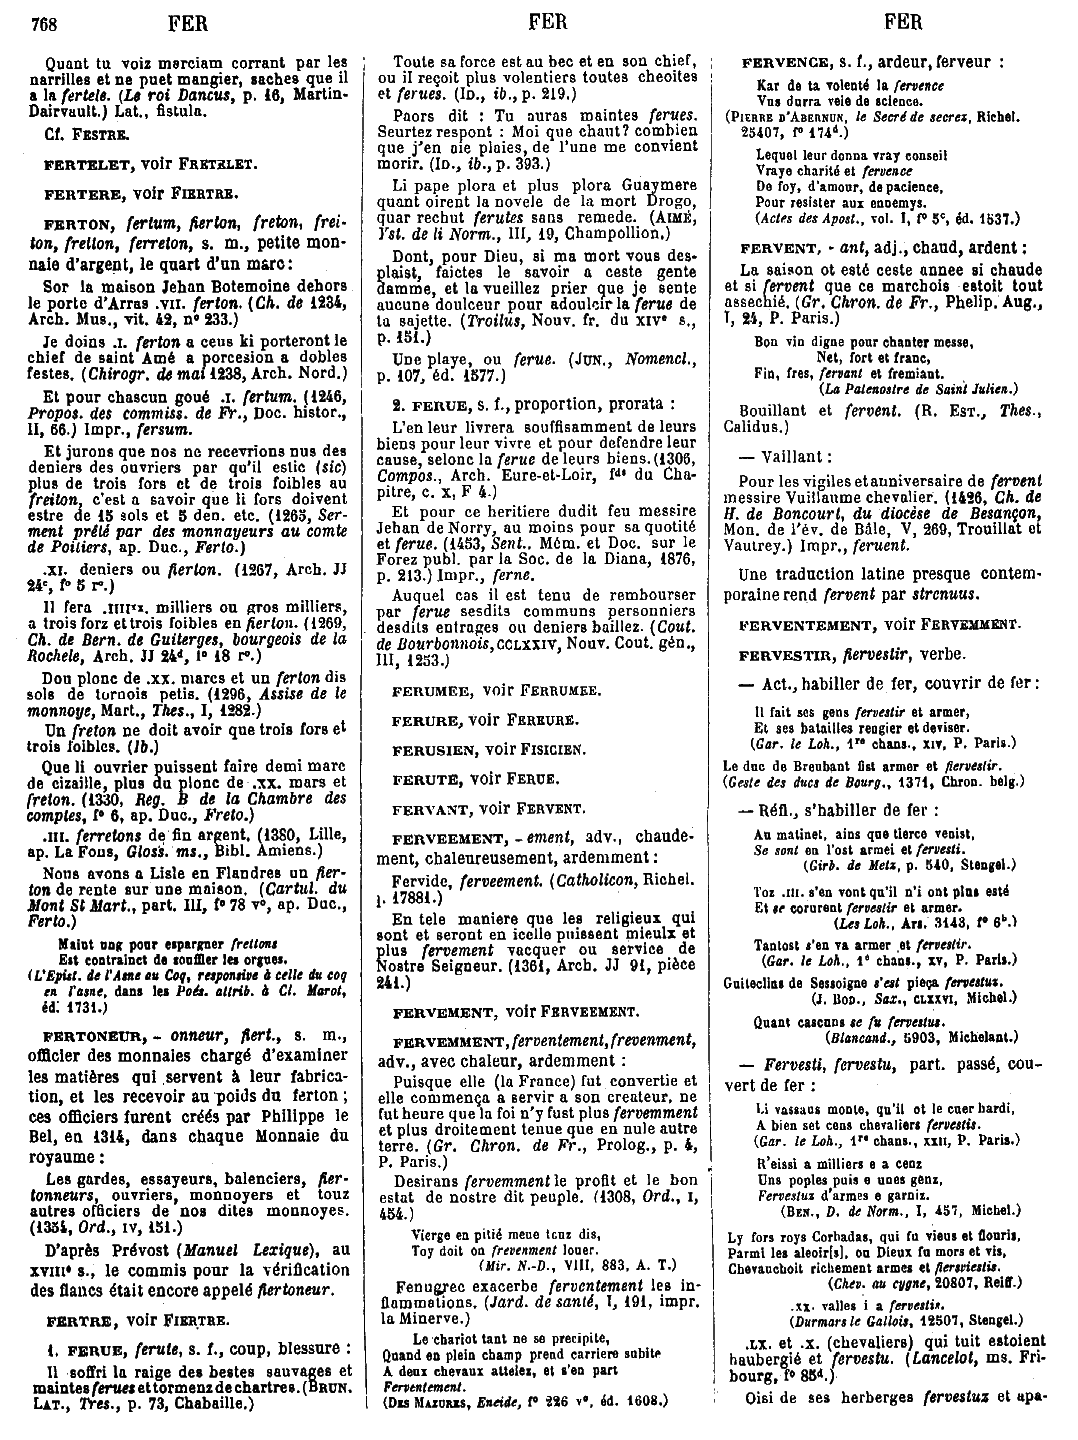 768 FER FER FER
Quant tu voiz merciam corrant par les
narrilles et ne puet mangier, saches que il
a la fertele. (Le roi Dancus, p. 16, Martin-
Dairvault.) Lat., fistula.
Cf. FESTRE.
FERTELET, voir FRETELET.
FERTERE, voir FIERTRE.
FERTON, fertum, fierton, freton, frei-
ton, fretton, ferreton, s. m., petite mon-
naie d'argent, le quart d'un marc :
Sor la maison Jehan Botemoine dehors
le porte d'Arras .VII. ferton. (Ch. de 1234,
Arch. Mus., vit. 42, n° 233.)
Je doins .I. ferton a ceus ki porteront le
chief de saint Amé a porcesion a dobles
festes. (Chirogr. de mai 1238, Arch. Nord.)
Et pour chascun goué .I. fertum. (1246,
Propos. des commiss. de Fr., Doc. histor.,
II, 66.) Impr., fersum.
Et jurons que nos ne recevrions nus des
deniers des ouvriers par qu'il estic (sic)
plus de trois fors et de trois foibles au
freiton, c'est a savoir que li fors doivent
estre de 15 sols et 5 den. etc. (1265, Ser-
ment prêté par des monnayeurs au comte
de Poitiers, ap. Duc., Ferto.)
.XI. deniers ou fierton. (1267, Arch. JJ
24ᶜ, f° 5 r°.)
Il fera .IIIIˣˣ. milliers ou gros milliers,
a trois forz et trois foibles en fierton. (1269,
Ch. de Bern. de Guiterges, bourgeois de la
Rochele, Arch. JJ 24ᵈ, f° 18 r°.)
Dou plonc de .XX. marcs et un ferton dis
sols de tornois petis. (1296, Assise de le
monnoye, Mart., Thes., I, 1282.)
Un freton ne doit avoir que trois fors et
trois foibles. (Ib.)
Que li ouvrier puissent faire demi marc
de cizaille, plus du plonc de .XX. mars et
freton. (1330, Reg. B de la Chambre des
comptes, f° 6, ap. Duc., Freto.)
.III. ferretons de fin argent. (1380, Lille,
ap. La Fons, Gloss. ms., Bibl. Amiens.)
Nous avons a Lisle en Flandres un fier-
ton de rente sur une maison. (Cartul. du
Mont St Mart., part. III, f° 78 v°, ap. Duc.,
Ferto.)
Maint ung pour espargner frettons
Est contrainct de souffler les orgues.
(L'Epist. de l'Asne au Coq, responsive à celle du coq
en l'asne, dans les Poés. attrib. à Cl. Marot,
éd. 1731.)
FERTONEUR, - onneur, fiert., s. m.,
officier des monnaies chargé d'examiner
les matières qui servent à leur fabrica-
tion, et les recevoir au poids du ferton ;
ces officiers furent créés par Philippe le
Bel, en 1314, dans chaque Monnaie du
royaume :
Les gardes, essayeurs, balenciers, fier-
tonneurs, ouvriers, monnoyers et touz
autres officiers de nos dites monnoyes.
(1354, Ord., IV, 151.)
D'après Prévost (Manuel Lexique), au
XVIIIᵉ s., le commis pour la vérification
des flancs était encore appelé fiertoneur.
FERTRE, voir FIERTRE.
1. FERUE, ferute, s. f., coup, blessure :
Il soffri la raige des bestes sauvages et
maintes ferues et tormenz de chartres. (BRUN.
LAT., Tres., p. 73, Chabaille.)
Toute sa force est au bec et en son chief,
ou il reçoit plus volentiers toutes cheoites
et ferues. (ID., ib., p. 219.)
Paors dit : Tu auras maintes ferues.
Seurtez respont : Moi que chaut? combien
que j'en aie plaies, de l'une me convient
morir. (ID., ib., p. 393.)
Li pape plora et plus plora Guaymere
quant oirent la novele de la mort Drogo,
quar rechut ferutes sans remede. (AIMÉ,
Yst. de li Norm., III, 19, Champollion.)
Dont, pour Dieu, si ma mort vous des-
plaist, faictes le savoir a ceste gente
damme, et la vueillez prier que je sente
aucune doulceur pour adoulcir la ferue de
ta sajette. (Troilus, Nouv. fr. du XIVᵉ s.,
p. 151.)
Une playe, ou ferue. (JUN., Nomencl.,
p. 107, éd. 1577.)
2. FERUE, s. f., proportion, prorata :
L'en leur livrera souffisamment de leurs
biens pour leur vivre et pour defendre leur
cause, selonc la ferue de leurs biens. (1306,
Compos., Arch. Eure-et-Loir, fᵈˢ du Cha-
pitre, c. X, F 4.)
Et pour ce heritiere dudit feu messire
Jehan de Norry, au moins pour sa quotité
et ferue. (1453, Sent., Mém. et Doc. sur le
Forez publ. par la Soc. de la Diana, 1876,
p. 213.) Impr., ferne.
Auquel cas il est tenu de rembourser
par ferue sesdits communs personniers
desdits entrages ou deniers baillez. (Cout.
de Bourbonnois, CCLXXIV, Nouv. Cout. gén.,
III, 1253.)
FERUMEE, voir FERRUMEE.
FERURE, voir FERRURE.
FERUSIEN, voir FISICIEN.
FERUTE, voir FERUE.
FERVANT, voir FERVENT.
FERVEEMENT, - ement, adv., chaude-
ment, chaleureusement, ardemment :
Fervide, ferveement. (Catholicon, Richel.
l. 17881.)
En tele maniere que les religieux qui
sont et seront en icelle puissent mieulx et
plus fervement vacquer ou service de
Nostre Seigneur. (1361, Arch. JJ 91, pièce
241.)
FERVEMENT, voir FERVEEMENT.
FERVEMMENT, ferventement, frevenment,
adv., avec chaleur, ardemment :
Puisque elle (la France) fut convertie et
elle commença a servir a son createur, ne
fut heure que la foi n'y fust plus fervemment
et plus droitement tenue que en nule autre
terre. (Gr. Chron. de Fr., Prolog., p. 4,
P. Paris.)
Desirans fervemment le profit et le bon
estat de nostre dit peuple. (1308, Ord., I,
454.)
Vierge en pitié mene tenz dis,
Toy doit on frevenment louer.
(Mir. N.-D., VIII, 883, A. T.)
Fenugrec exacerbe ferventement les in-
flammations. (Jard. de santé, I, 191, impr.
la Minerve.)
Le chariot tant ne se precipite,
Quand en plein champ prend carriere subite
A deux chevaux attelez, et s'en part
Ferventement.
(DES MAZURES, Eneide, f° 226 v°, éd. 1608.)
FERVENCE, s. f., ardeur, ferveur :
Kar de ta volenté la fervence
Vus durra veie de science.
(PIERRE D'ABERNUN, le Secré de secrez, Richel.
25407, f° 174ᵈ.)
Lequel leur donna vray conseil
Vraye charité et fervence
De foy, d'amour, de pacience,
Pour resister aux ennemys.
(Actes des Apost., vol. I, f° 5ᶜ, éd. 1537.)
FERVENT, - ant, adj., chaud, ardent :
La saison ot esté ceste annee si chaude
et si fervent que ce marchois estoit tout
assechié. (Gr. Chron. de Fr., Phelip. Aug.,
I, 24, P. Paris.)
Bon vin digne pour chanter messe,
Net, fort et franc,
Fin, fres, fervant et fremiant.
(La Patenostre de Saint Julien.)
Bouillant et fervent. (R. EST., Thes.,
Calidus.)
— Vaillant :
Pour les vigiles et anniversaire de fervent
messire Vuillaume chevalier. (1426, Ch. de
H. de Boncourt, du diocèse de Besançon,
Mon. de l'év. de Bâle, V, 269, Trouillat et
Vautrey.) Impr., feruent.
Une traduction latine presque contem-
poraine rend fervent par strenuus.
FERVENTEMENT, voir FERVEMMENT.
FERVESTIR, fiervestir, verbe.
— Act., habiller de fer, couvrir de fer :
Il fait ses gens fervestir et armer,
Et ses batailles rengier et deviser.
(Gar. le Loh., 1ʳᵉ chans., XIV, P. Paris.)
Le duc de Breubant fist armer et fiervestir.
(Geste des ducs de Bourg., 1371, Chron. belg.)
— Réfl., s'habiller de fer :
Au matinet, ains que tierce venist,
Se sont en l'ost armei et fervesti.
(Girb. de Metz, p. 540, Stengel.)
Toz .III. s'en vont qu'il n'i ont plus esté
Et se corurent fervestir et armer.
(Les Loh., Ars. 3143, f° 6ᵇ.)
Tantost s'en va armer et fervestir.
(Gar. le Loh., 1ᵉ chans., XV, P. Paris.)
Guiteclins de Sessoigne s'est pieça fervestuz.
(J. BOD., Sax., CLXXVI, Michel.)
Quant cascuns se fu fervestus.
(Blancand., 5903, Michelant.)
— Fervesti, fervestu, part. passé, cou-
vert de fer :
Li vassaus monte, qu'il ot le cuer hardi,
A bien set cens chevaliers fervestis.
(Gar. le Loh., 1ʳᵉ chans., XXII, P. Paris.)
R'eissi a milliers e a cenz
Uns poples puis e unes genz,
Fervestuz d'armes e garniz.
(BEN., D. de Norm., I, 457, Michel.)
Ly fors roys Corbadas, qui fu vieus et flouris,
Parmi les aleoir[s], ou Dieux fu mors et vis,
Chevauchoit richement armes et fiersviestis.
(Chev. au cygne, 20807, Reiff.)
.XX. valles i a fervestis.
(Durmars le Gallois, 12507, Stengel.)
.LX. et .X. (chevaliers) qui tuit estoient
haubergié et fervestu. (Lancelot, ms. Fri-
bourg, f° 85ᵈ.)
Oisi de ses herberges fervestuz et apa-